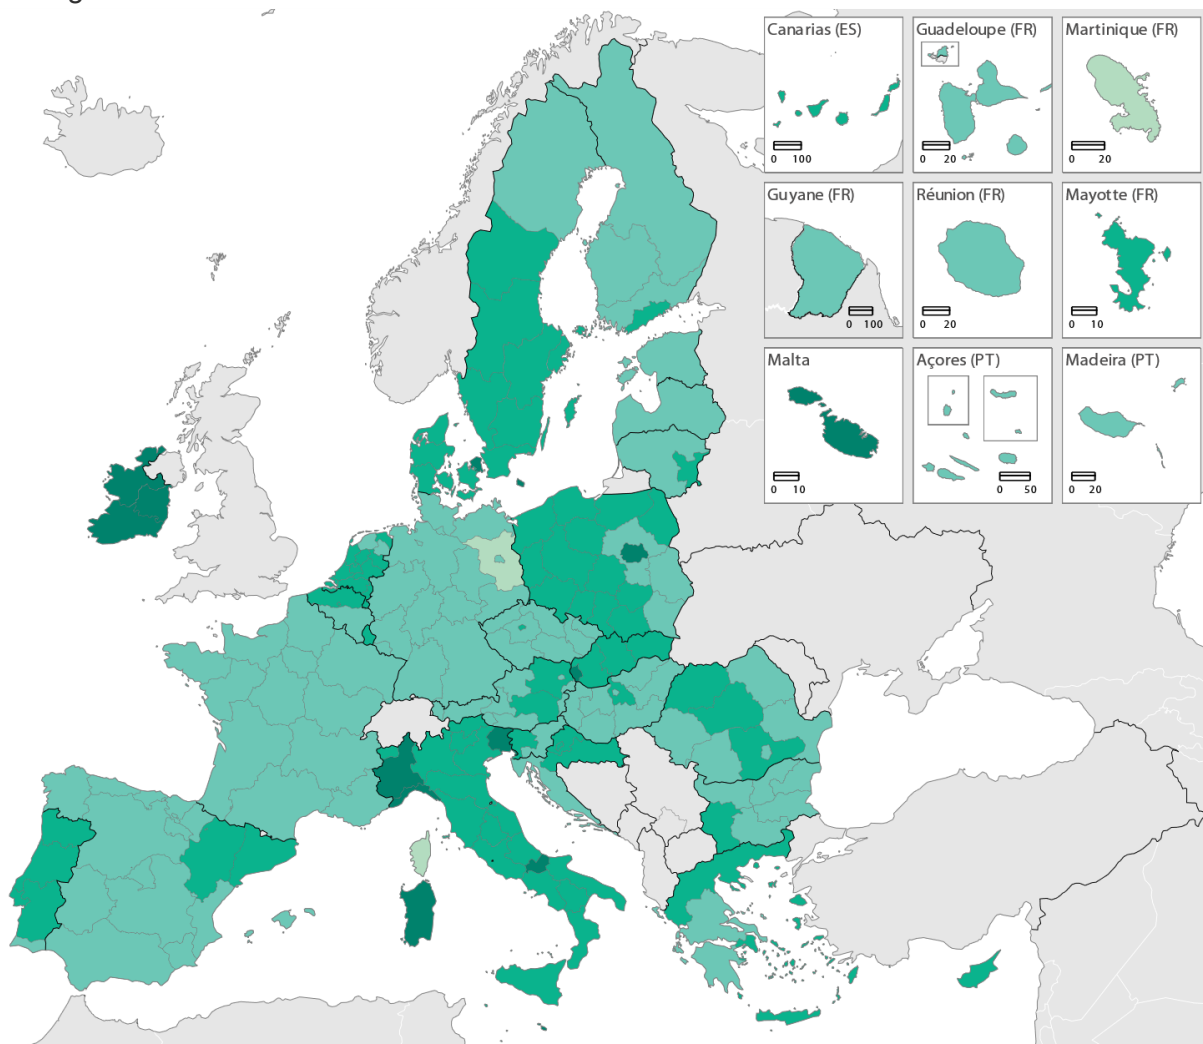 Canarias (ES)
0 100
Guadeloupe (FR)
0 20
Martinique (FR)
0 20
Guyane (FR)
0 100
Réunion (FR)
0 20
Mayotte (FR)
0 10
Malta
0 10
Açores (PT)
0 50
Madeira (PT)
0 20